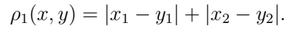 ρ₁(x, y) = |x₁ − y₁| + |x₂ − y₂|.